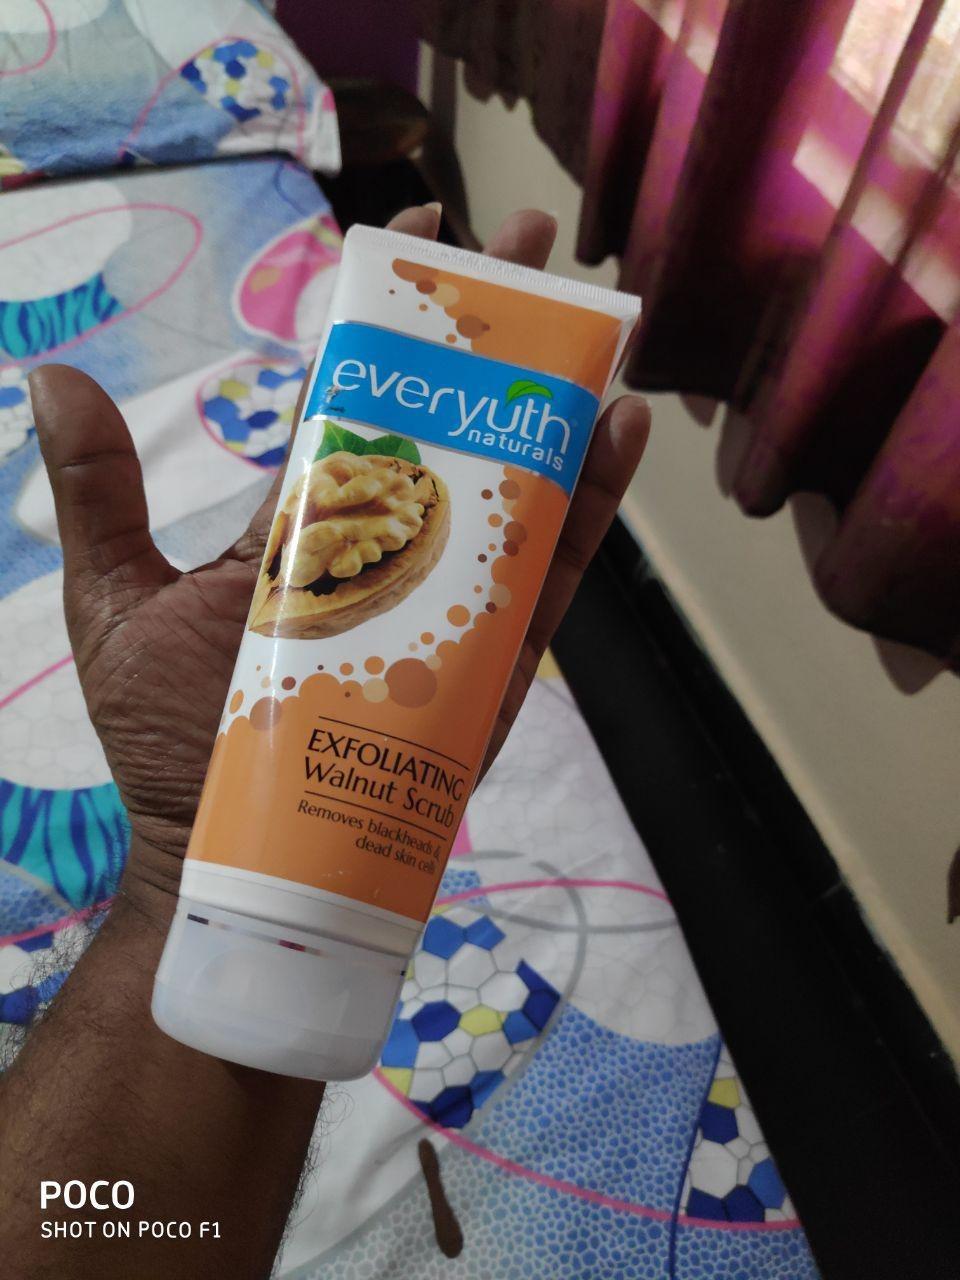 everyuth
naturals
EXFOLIATING
Walnut Scrub
Removes blackheads &
dead skin cells
POCO
SHOT ON POCO F1